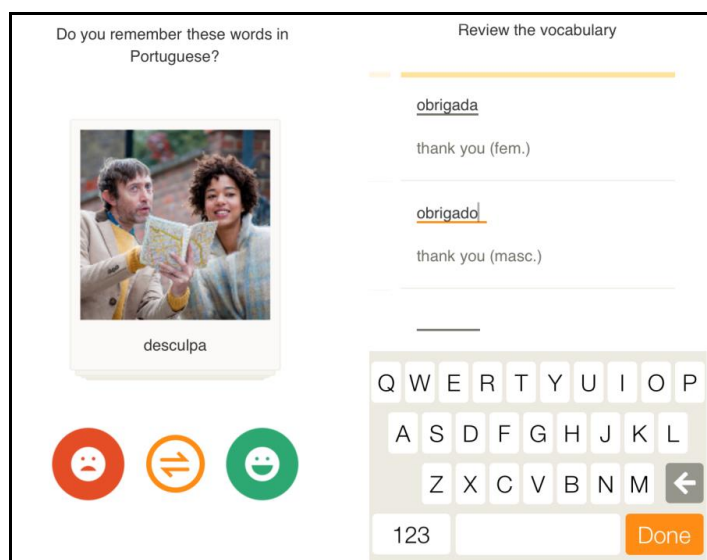 Do you remember these words in
Portuguese?
desculpa
Review the vocabulary
obrigada
thank you (fem.)
obrigado
thank you (masc.)
Q W E R T Y U I O P
A S D F G H J K L
Z X C V B N M
123
Done